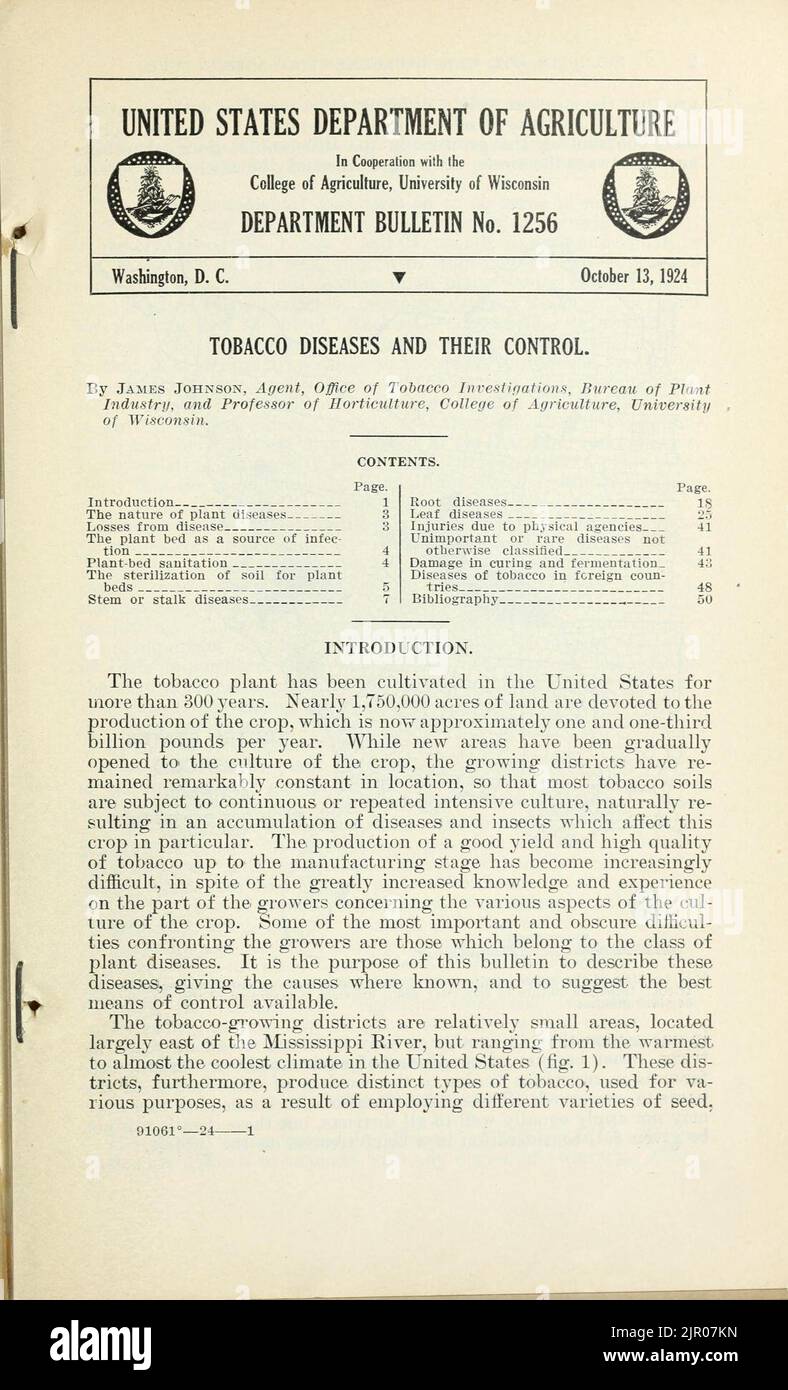 UNITED STATES DEPARTMENT OF AGRICULTURE
In Cooperation with the
College of Agriculture, University of Wisconsin
DEPARTMENT BULLETIN No. 1256
Washington, D. C. ▼ October 13, 1924
TOBACCO DISEASES AND THEIR CONTROL.
By JAMES JOHNSON, Agent, Office of Tobacco Investigations, Bureau of Plant
Industry, and Professor of Horticulture, College of Agriculture, University
of Wisconsin.
CONTENTS.
Page.
Introduction 1
The nature of plant diseases 3
Losses from disease 3
The plant bed as a source of infec-
tion 4
Plant-bed sanitation 4
The sterilization of soil for plant
beds 5
Stem or stalk diseases 7
Page.
Root diseases 18
Leaf diseases 25
Injuries due to physical agencies 41
Unimportant or rare diseases not
otherwise classified 41
Damage in curing and fermentation 43
Diseases of tobacco in foreign coun-
tries 48
Bibliography 50
INTRODUCTION.
The tobacco plant has been cultivated in the United States for
more than 300 years. Nearly 1,750,000 acres of land are devoted to the
production of the crop, which is now approximately one and one-third
billion pounds per year. While new areas have been gradually
opened to the culture of the crop, the growing districts have re-
mained remarkably constant in location, so that most tobacco soils
are subject to continuous or repeated intensive culture, naturally re-
sulting in an accumulation of diseases and insects which affect this
crop in particular. The production of a good yield and high quality
of tobacco up to the manufacturing stage has become increasingly
difficult, in spite of the greatly increased knowledge and experience
on the part of the growers concerning the various aspects of the cul-
ture of the crop. Some of the most important and obscure difficul-
ties confronting the growers are those which belong to the class of
plant diseases. It is the purpose of this bulletin to describe these
diseases, giving the causes where known, and to suggest the best
means of control available.
The tobacco-growing districts are relatively small areas, located
largely east of the Mississippi River, but ranging from the warmest
to almost the coolest climate in the United States (fig. 1). These dis-
tricts, furthermore, produce distinct types of tobacco, used for va-
rious purposes, as a result of employing different varieties of seed,
91061°—24——1
alamy
Image ID: 2JR07KN
www.alamy.com